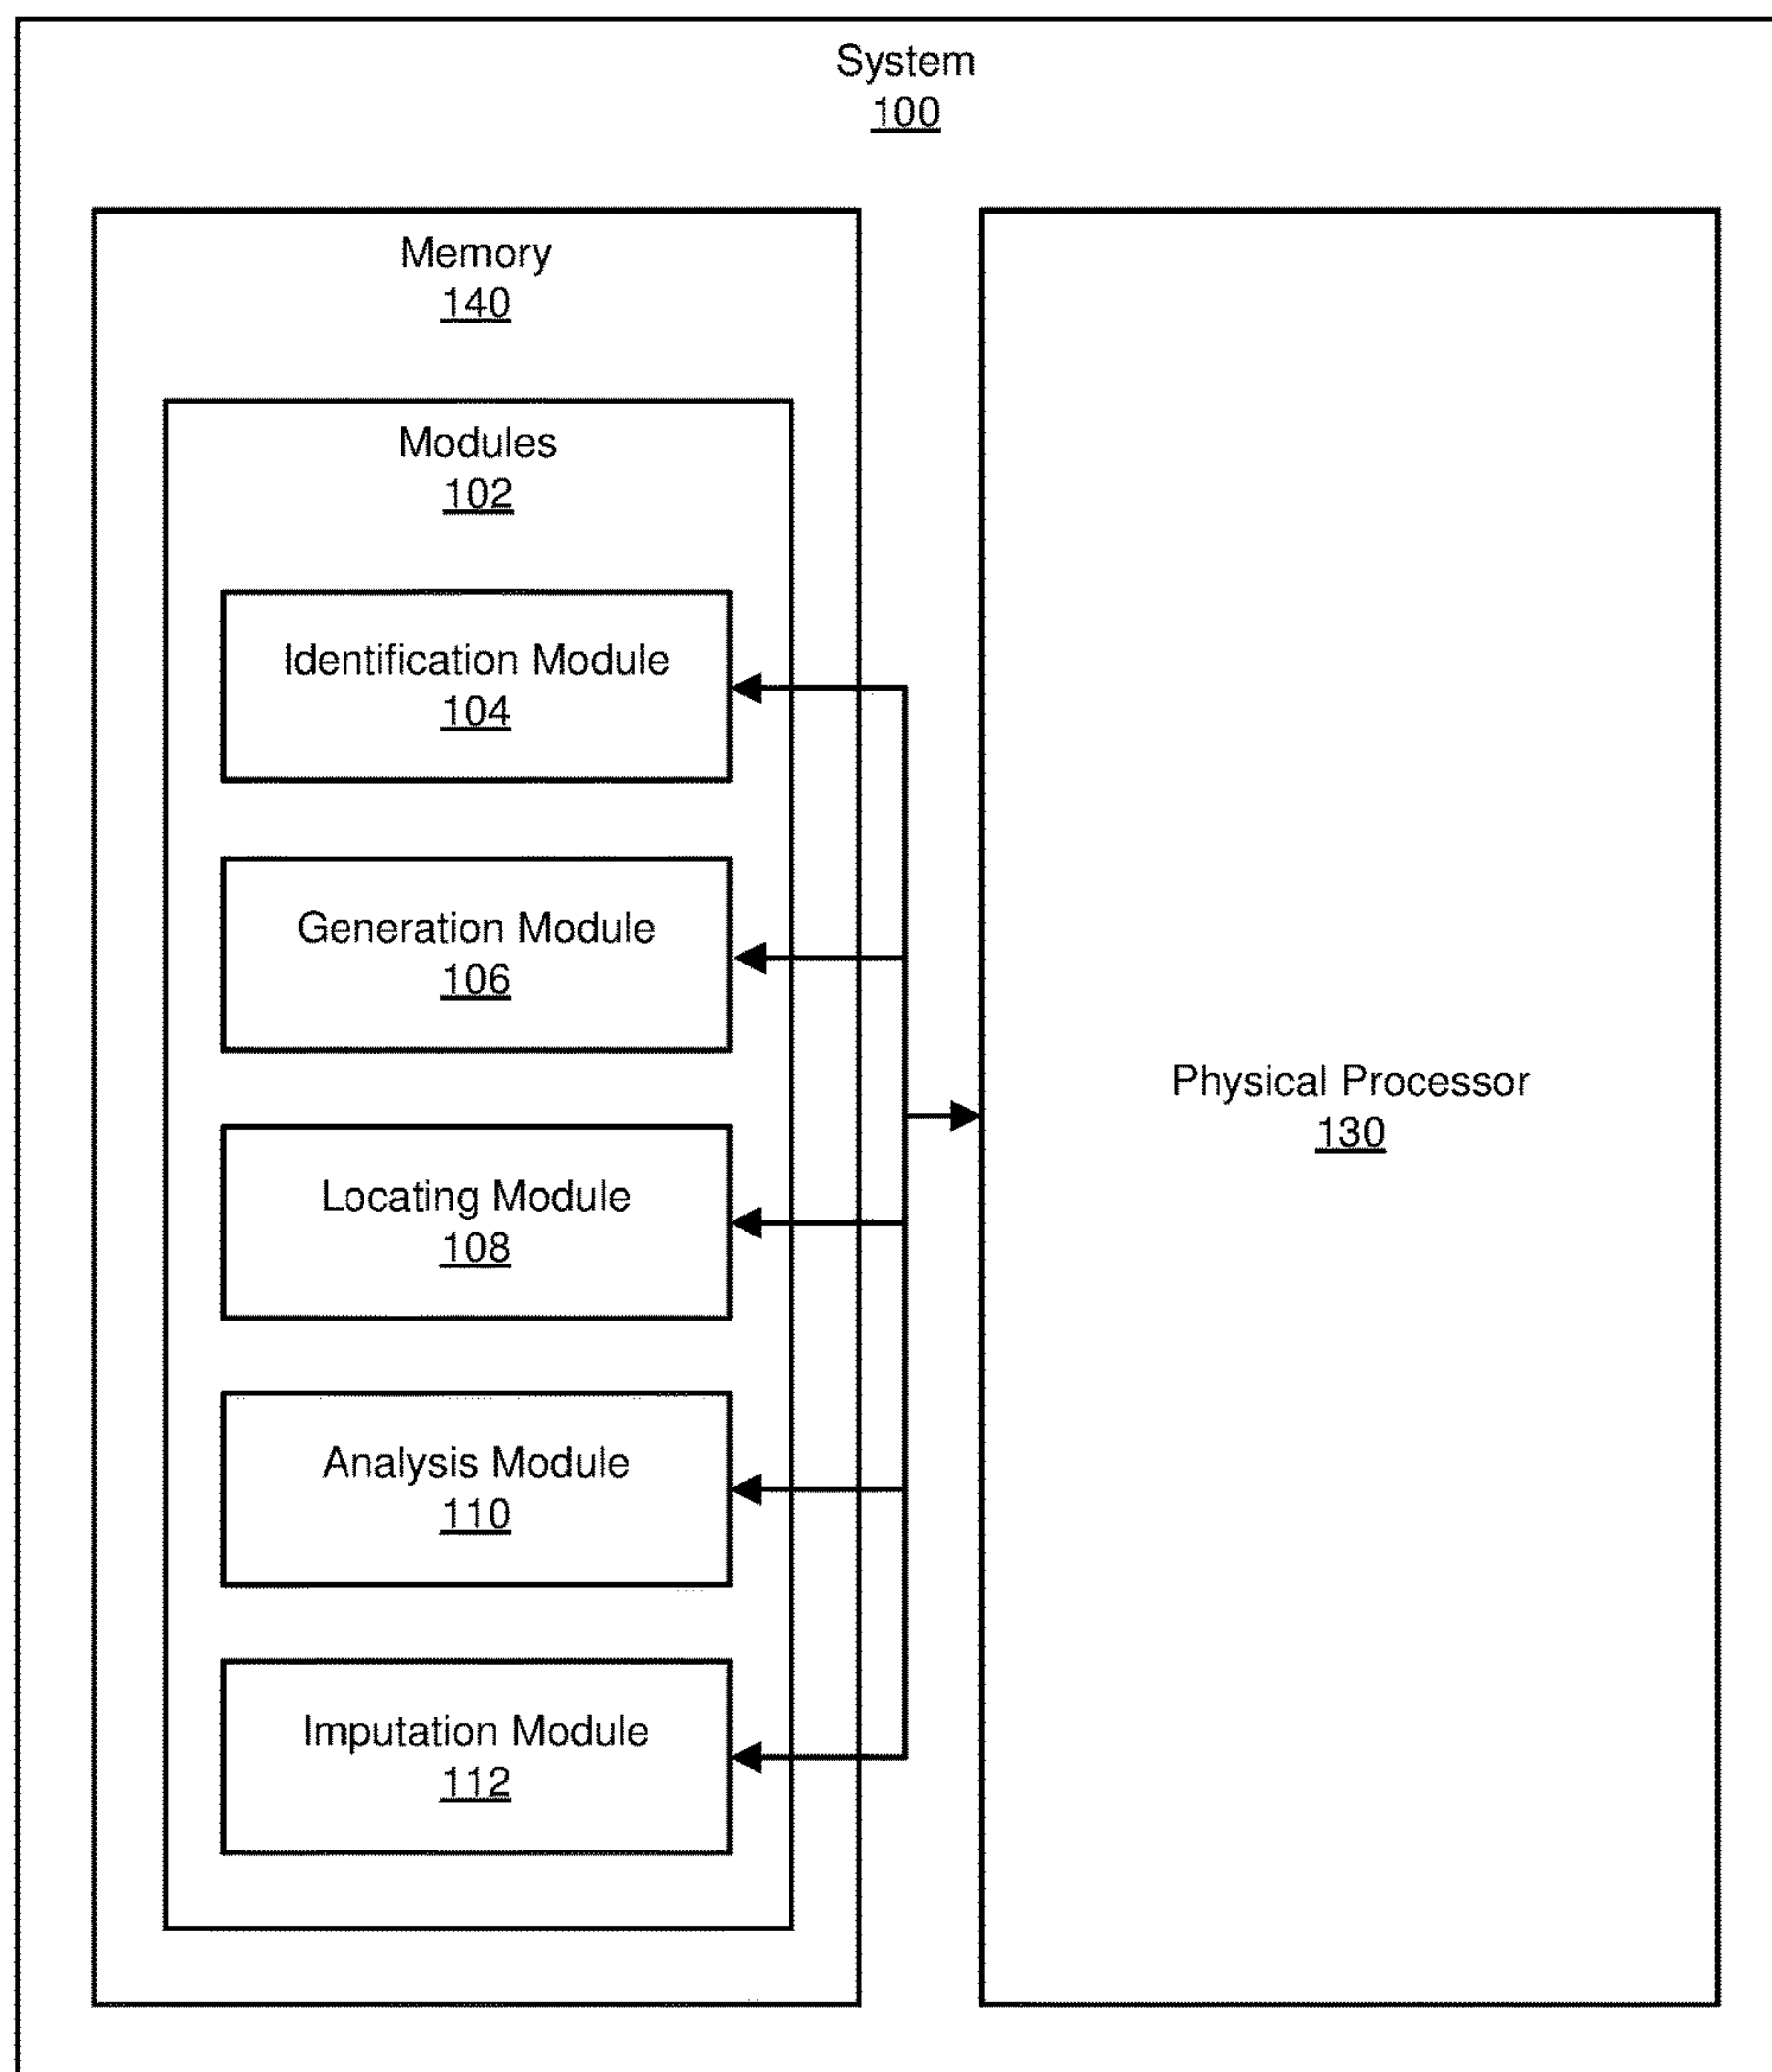 System
100
Memory
140
Modules
102
Identification Module
104
Generation Module
106
Locating Module
108
Analysis Module
110
Imputation Module
112
Physical Processor
130